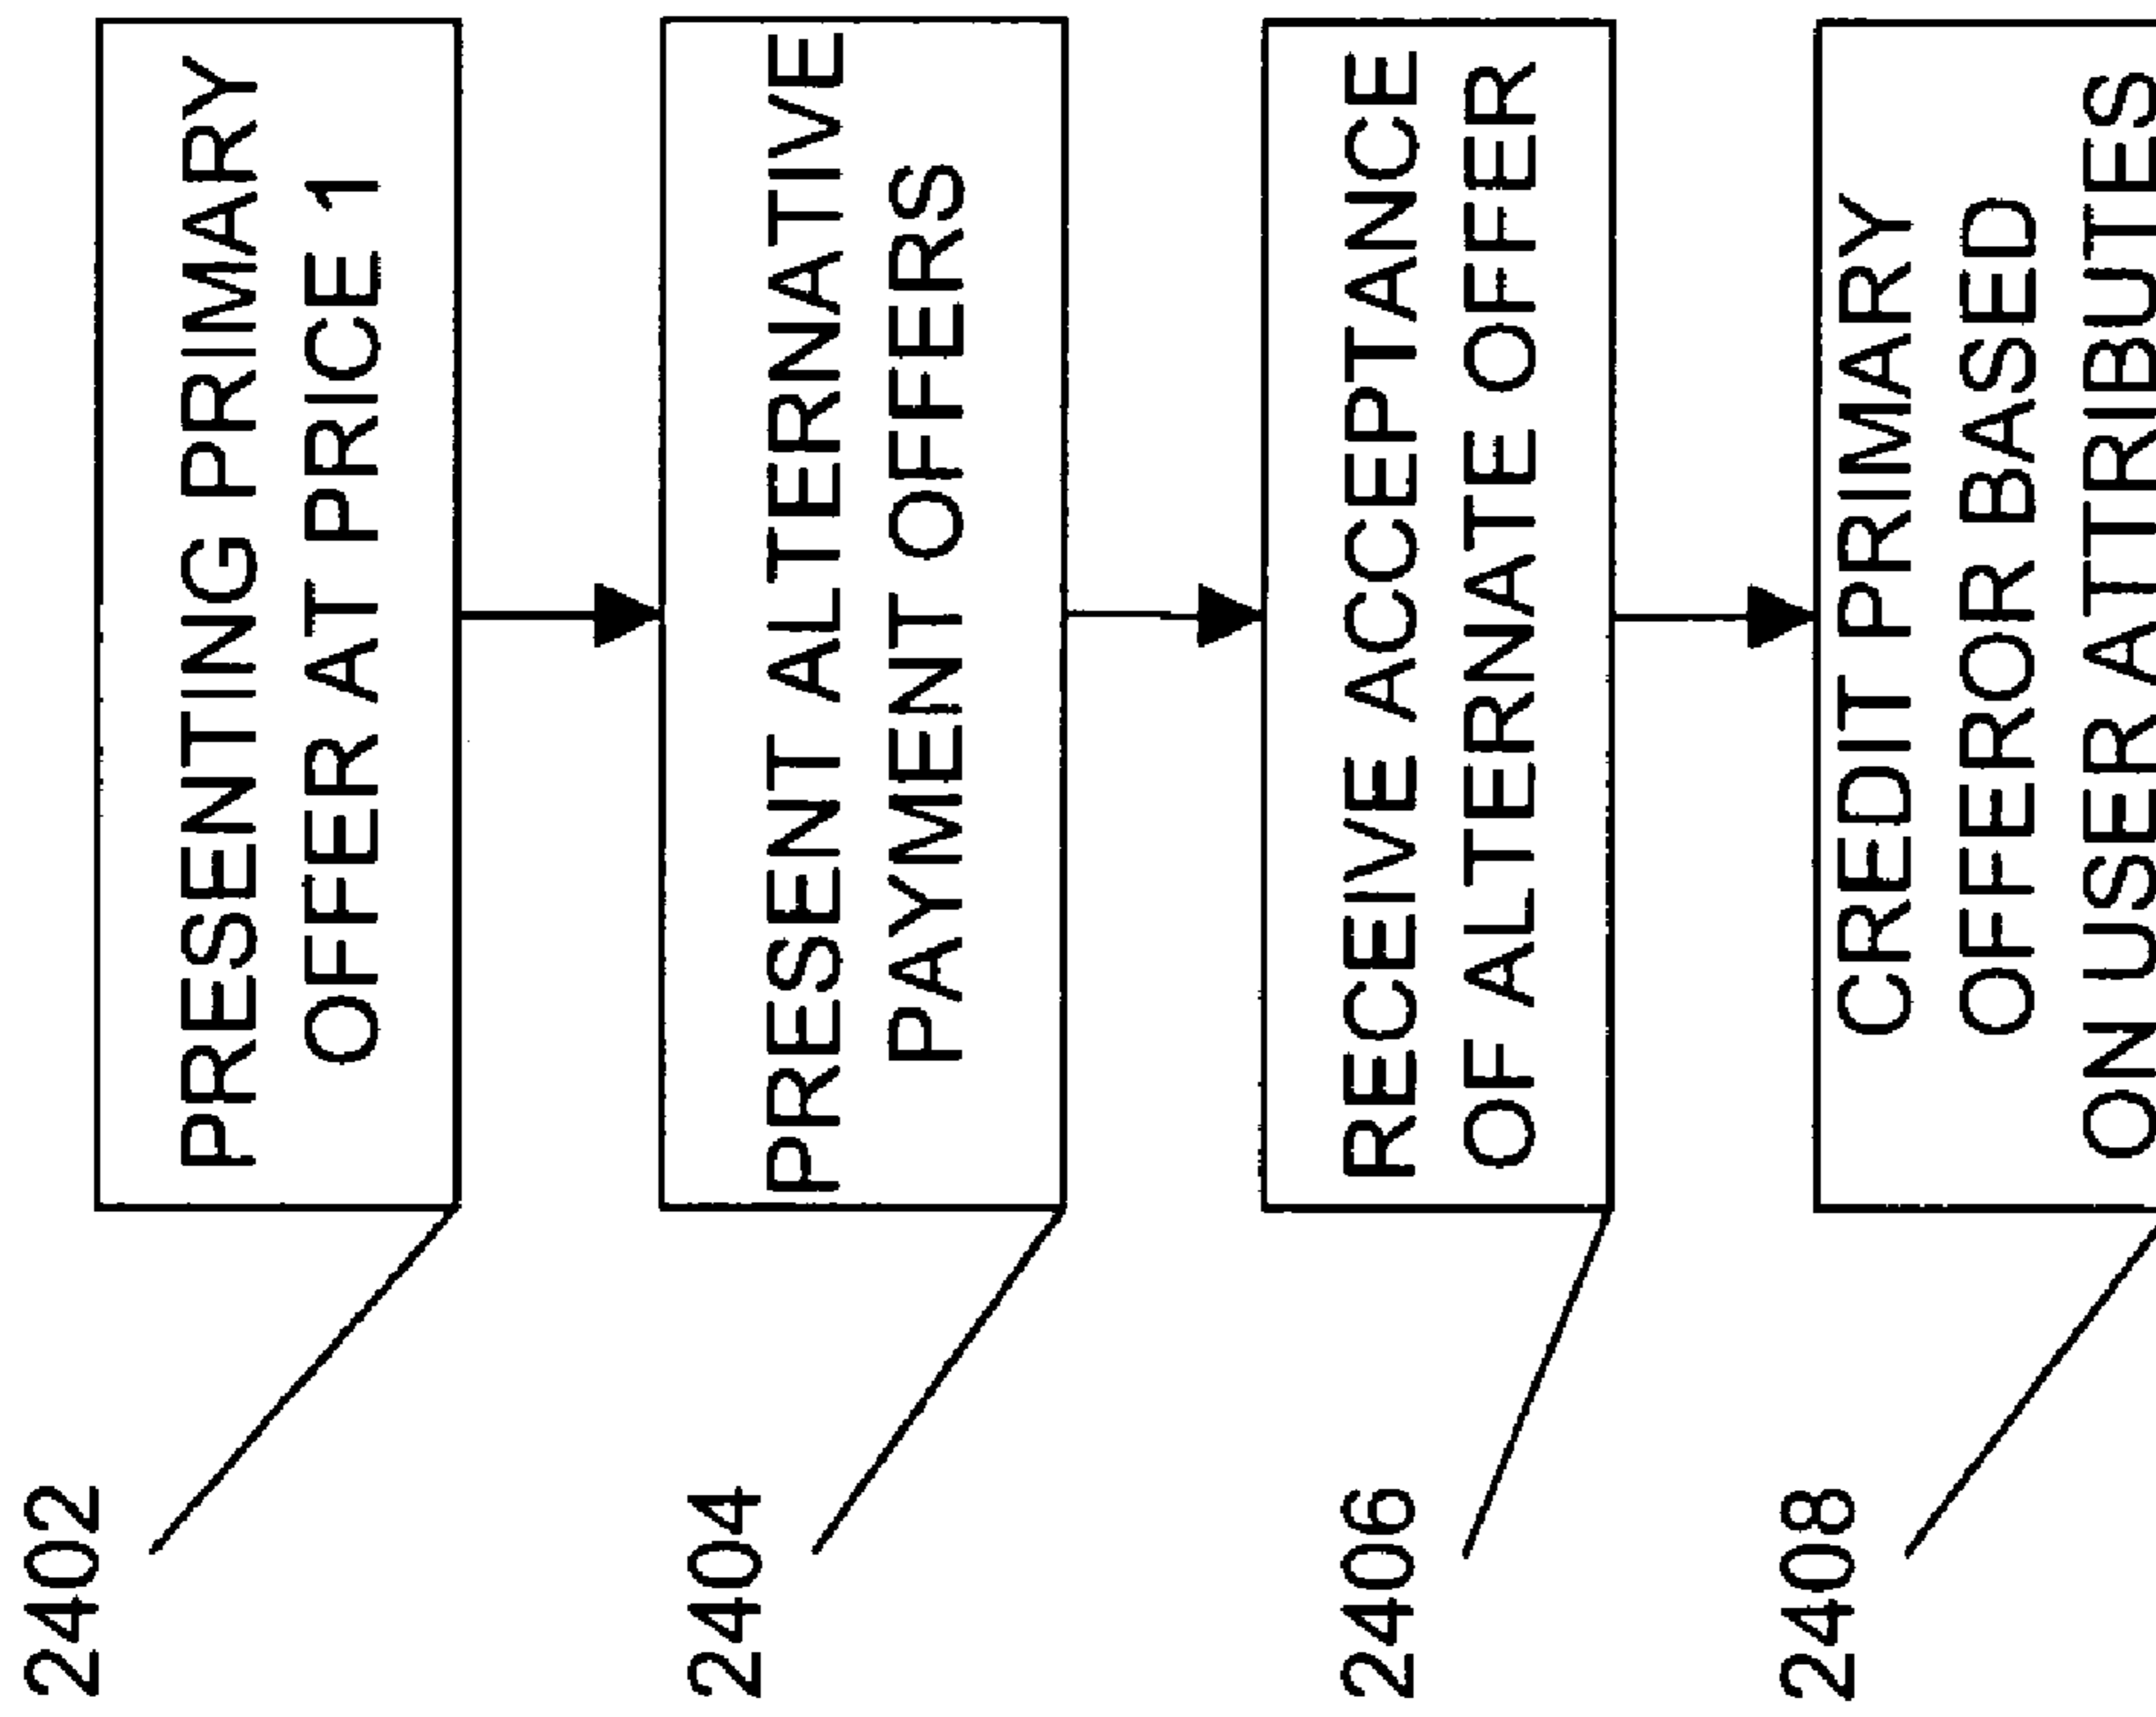 2402
PRESENTING PRIMARY
OFFER AT PRICE 1
2404
PRESENT ALTERNATIVE
PAYMENT OFFERS
2406
RECEIVE ACCEPTANCE
OF ALTERNATE OFFER
2408
CREDIT PRIMARY
OFFEROR BASED
ON USER ATTRIBUTES